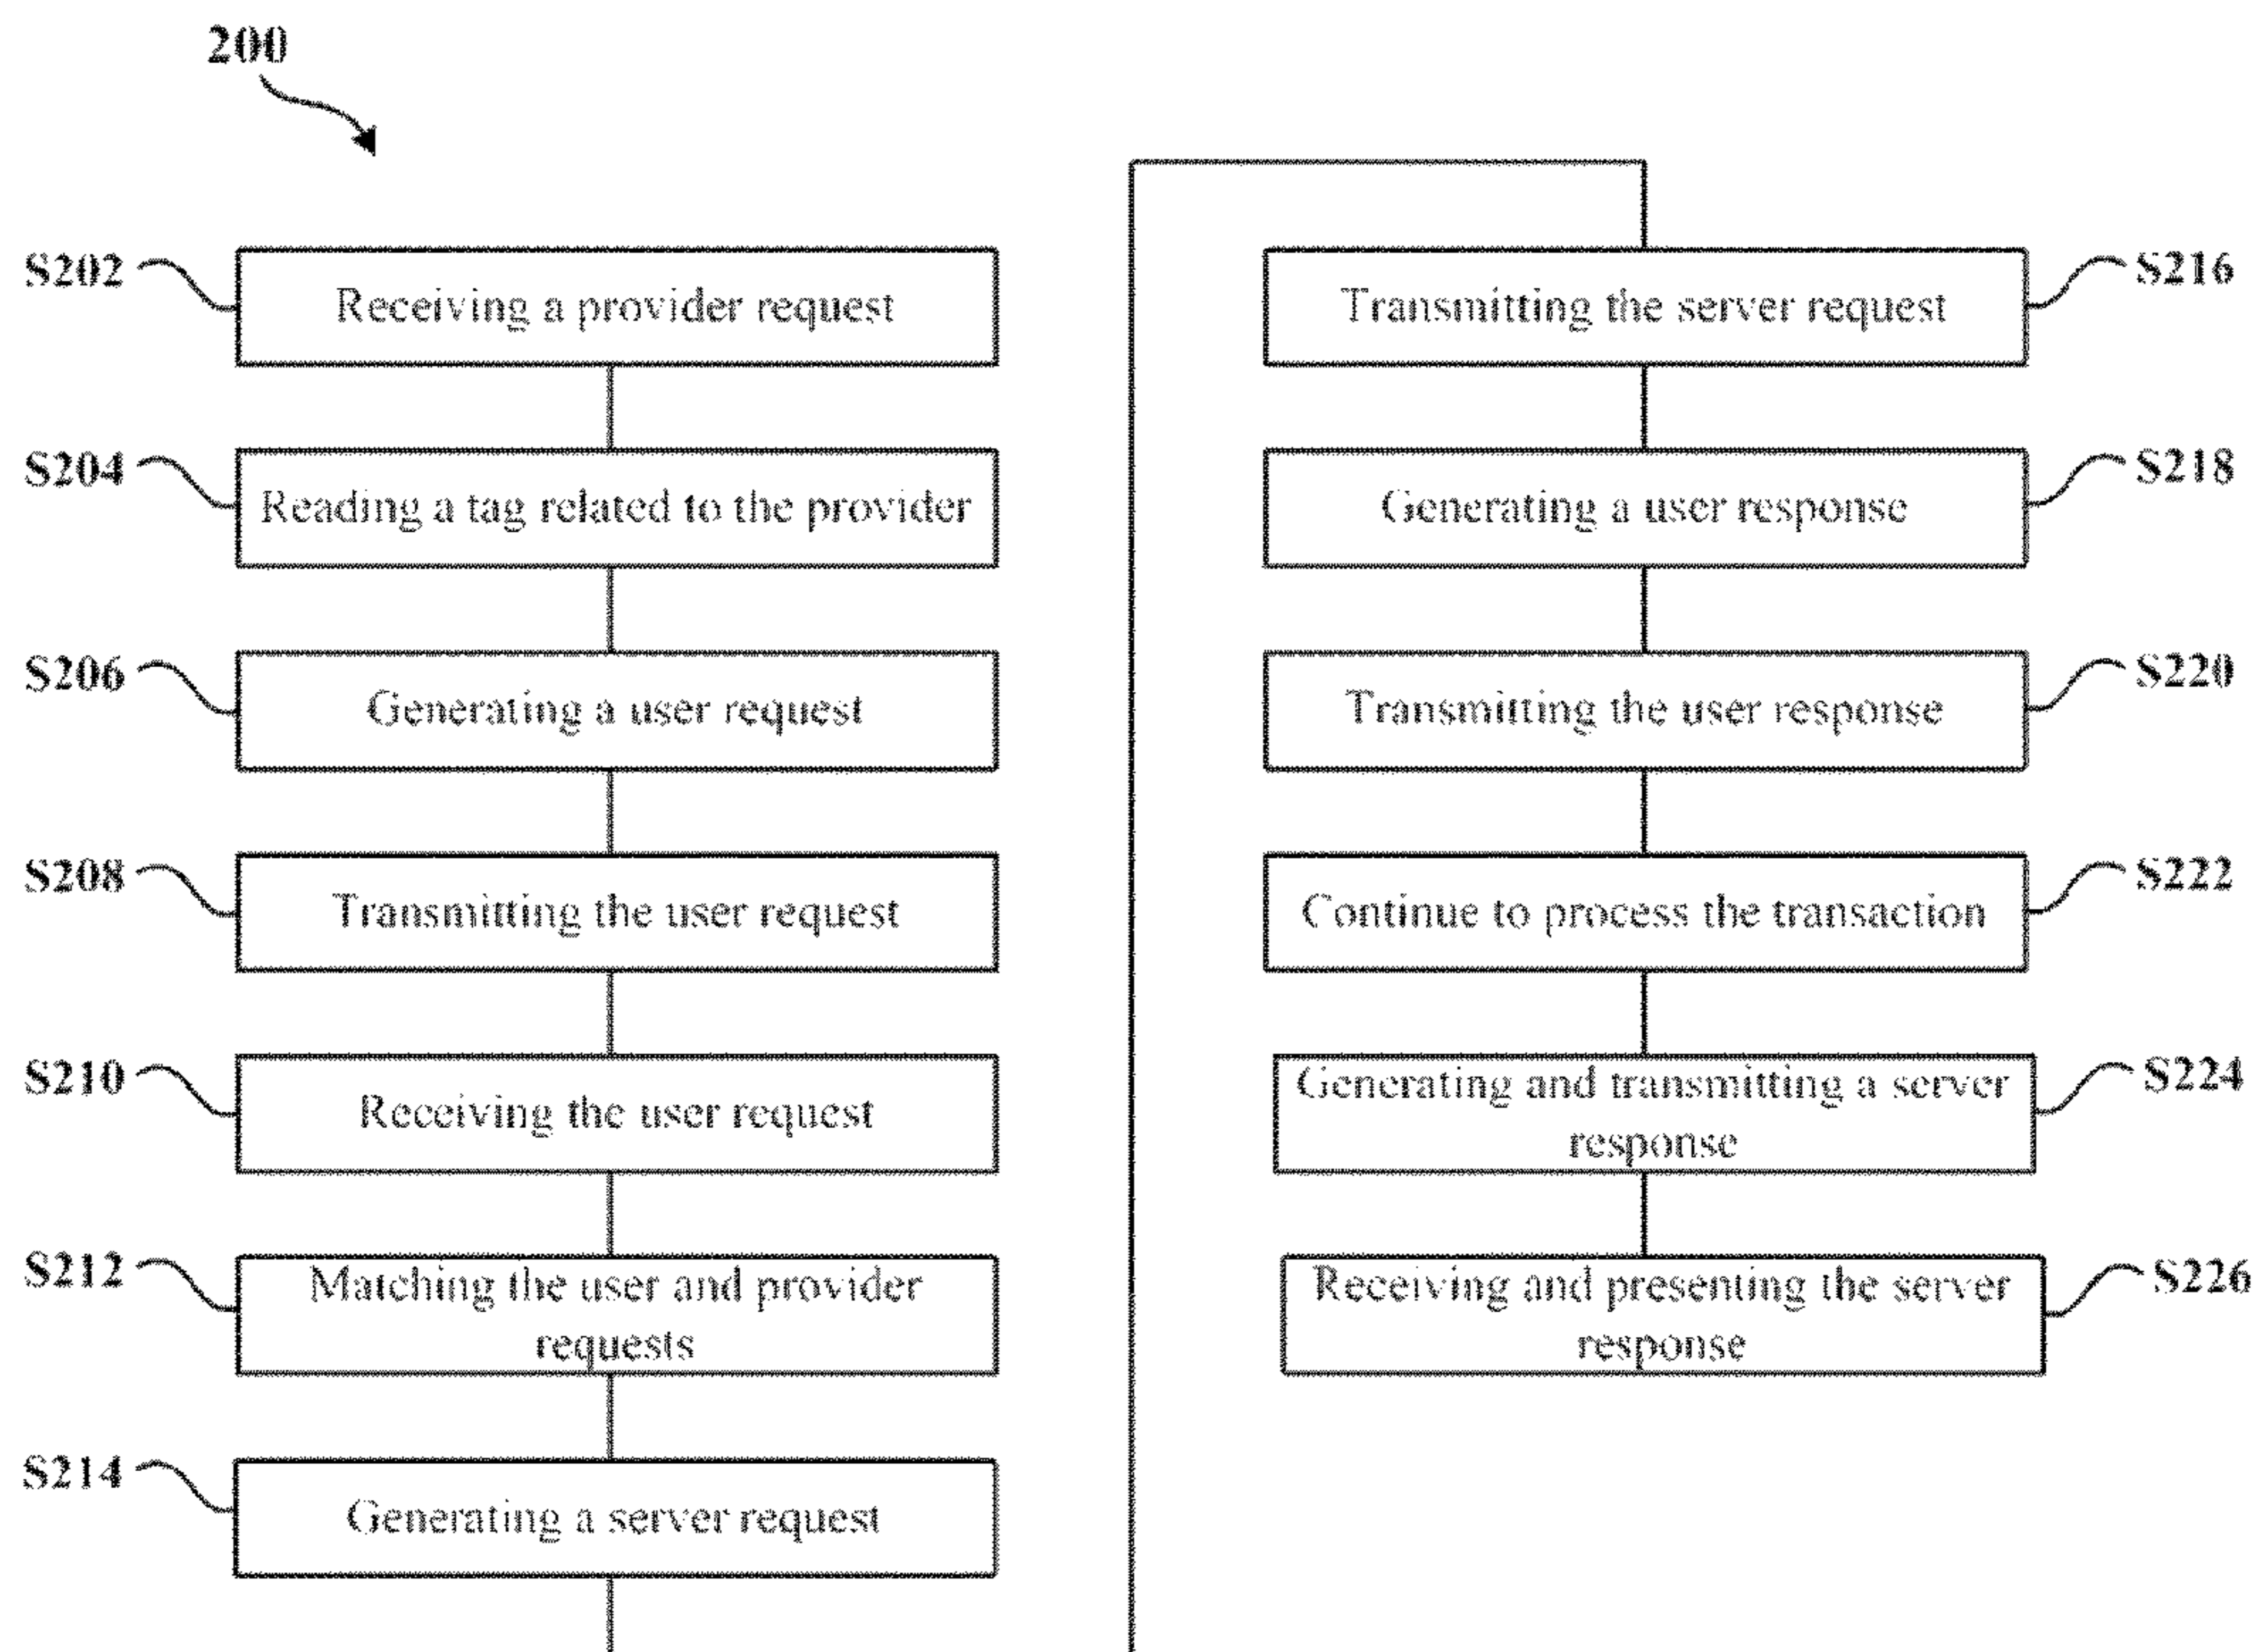 200
S202
Receiving a provider request
S204
Reading a tag related to the provider
S206
Generating a user request
S208
Transmitting the user request
S210
Receiving the user request
S212
Matching the user and provider
requests
S214
Generating a server request
S216
Transmitting the server request
S218
Generating a user response
S220
Transmitting the user response
S222
Continue to process the transaction
S224
Generating and transmitting a server
response
S226
Receiving and presenting the server
response